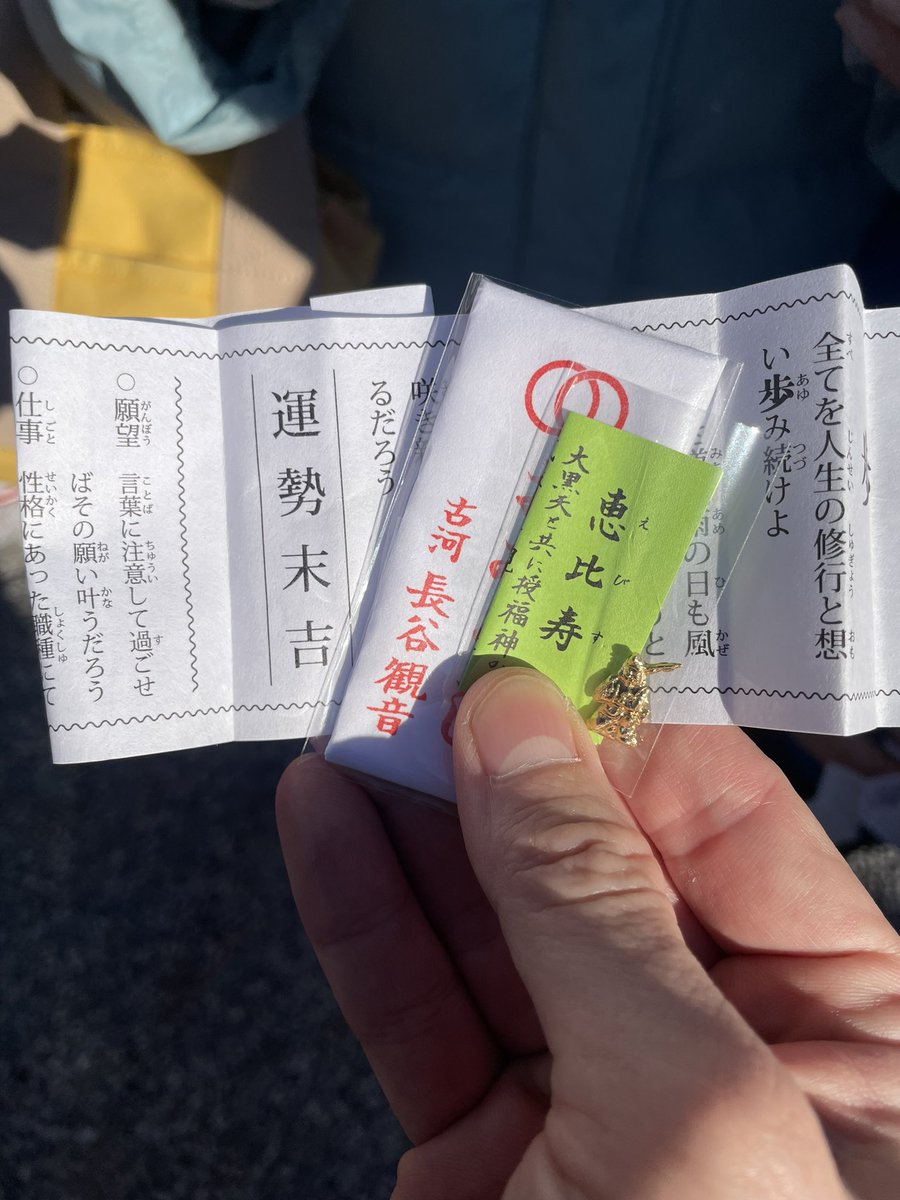 全てを人生の修行と想
い歩み続けよ
の日も風
るだろう
運勢末吉
○願望 言葉に注意して過ごせ
ばその願い叶うだろう
○仕事 性格にあった職種にて
古河 長谷観音
恵比寿
大黒天と共に授福神